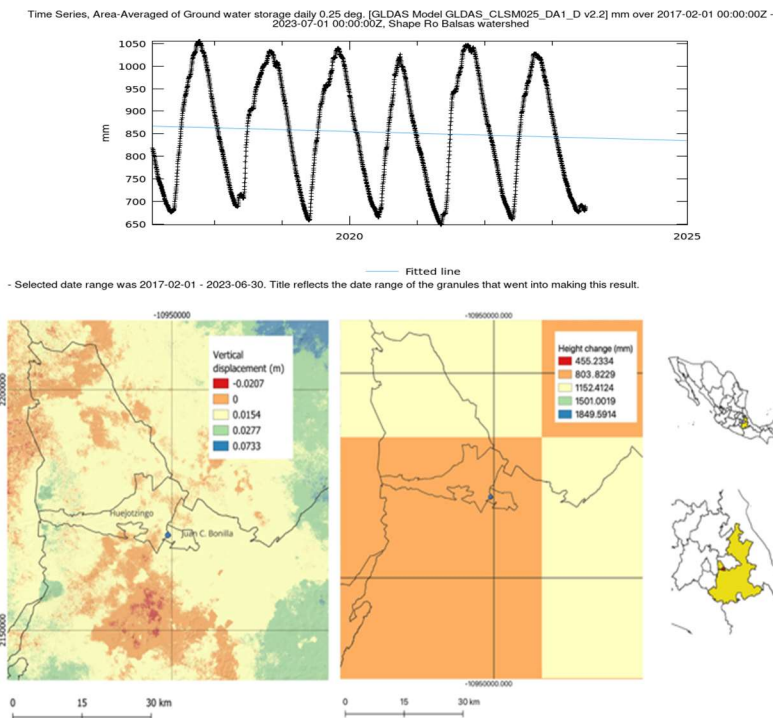 Time Series, Area-Averaged of Ground water storage daily 0.25 deg. [GLDAS Model GLDAS_CLSM025_DA1_D v2.2] mm over 2017-02-01 00:00:00Z -
2023-07-01 00:00:00Z, Shape Ro Balsas watershed
1050
1000
950
900
850
800
750
700
650
mm
2020
2025
Fitted line
- Selected date range was 2017-02-01 - 2023-06-30. Title reflects the date range of the granules that went into making this result.
-10950000
2200000
2150000
Vertical
displacement (m)
-0.0207
0
0.0154
0.0277
0.0733
Huejotzingo
Juan C. Bonilla
0 15 30 km
-10950000.000
Height change (mm)
455.2334
803.8229
1152.4124
1501.0019
1849.5914
-10950000.000
0 15 30 km